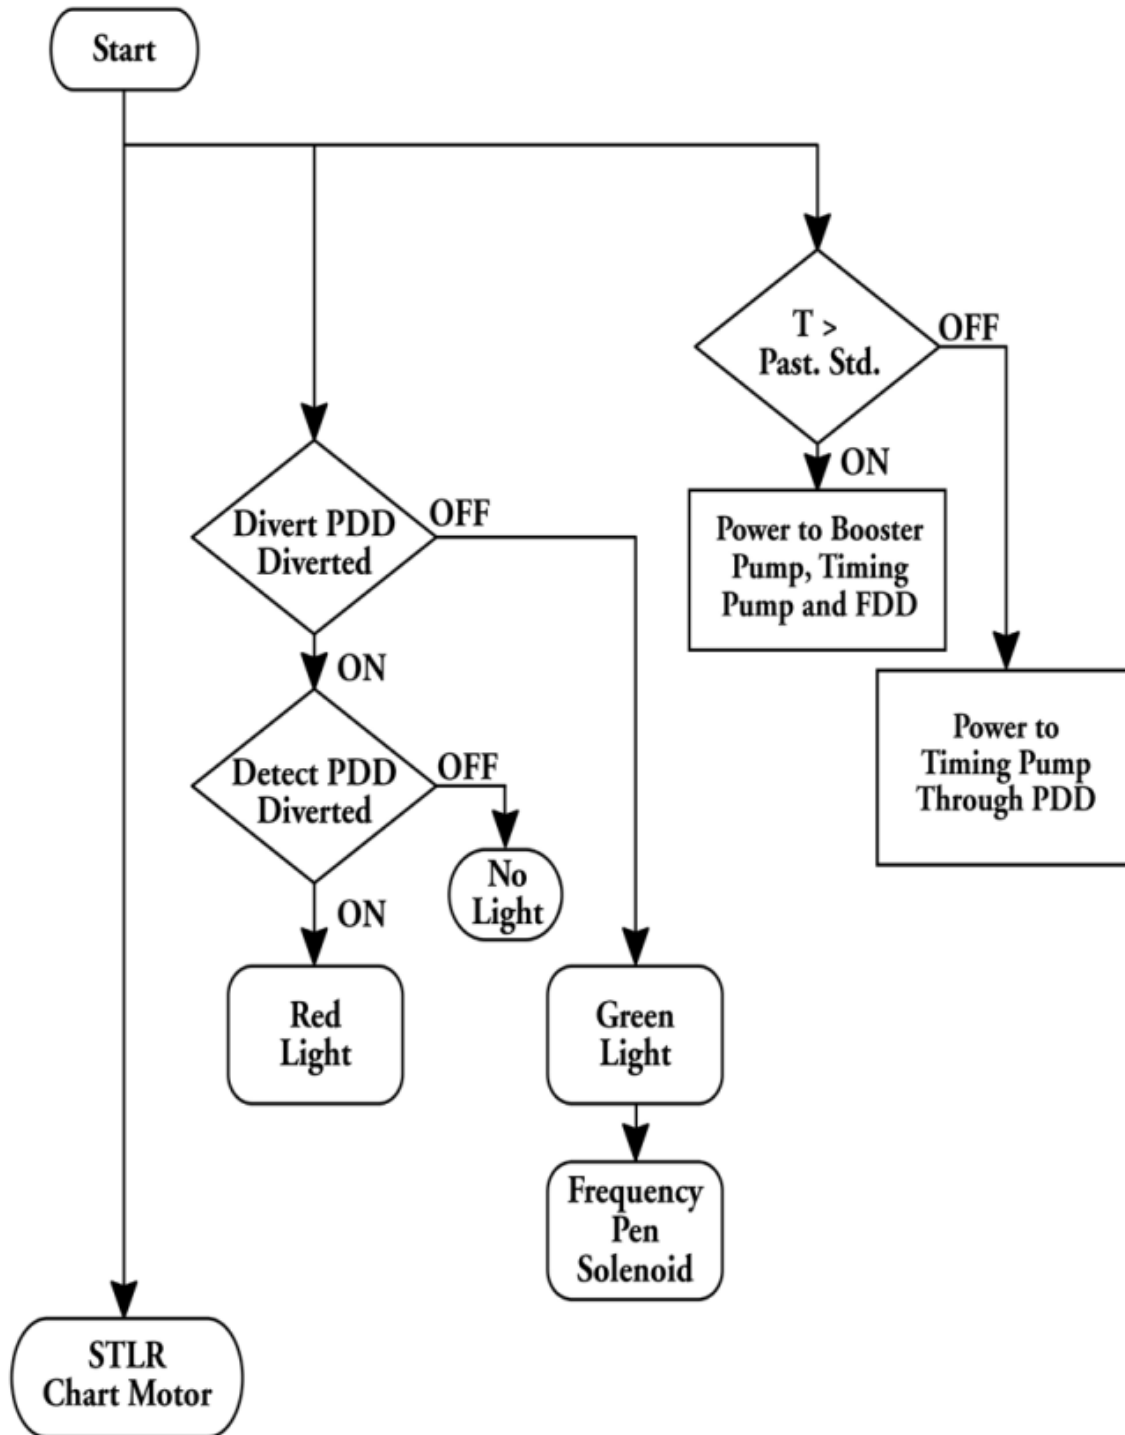 Start
T >
Past. Std.
OFF
ON
Power to Booster
Pump, Timing
Pump and FDD
Divert PDD
Diverted
OFF
ON
Power to
Timing Pump
Through PDD
Detect PDD
Diverted
OFF
No
Light
ON
Red
Light
Green
Light
Frequency
Pen
Solenoid
STLR
Chart Motor